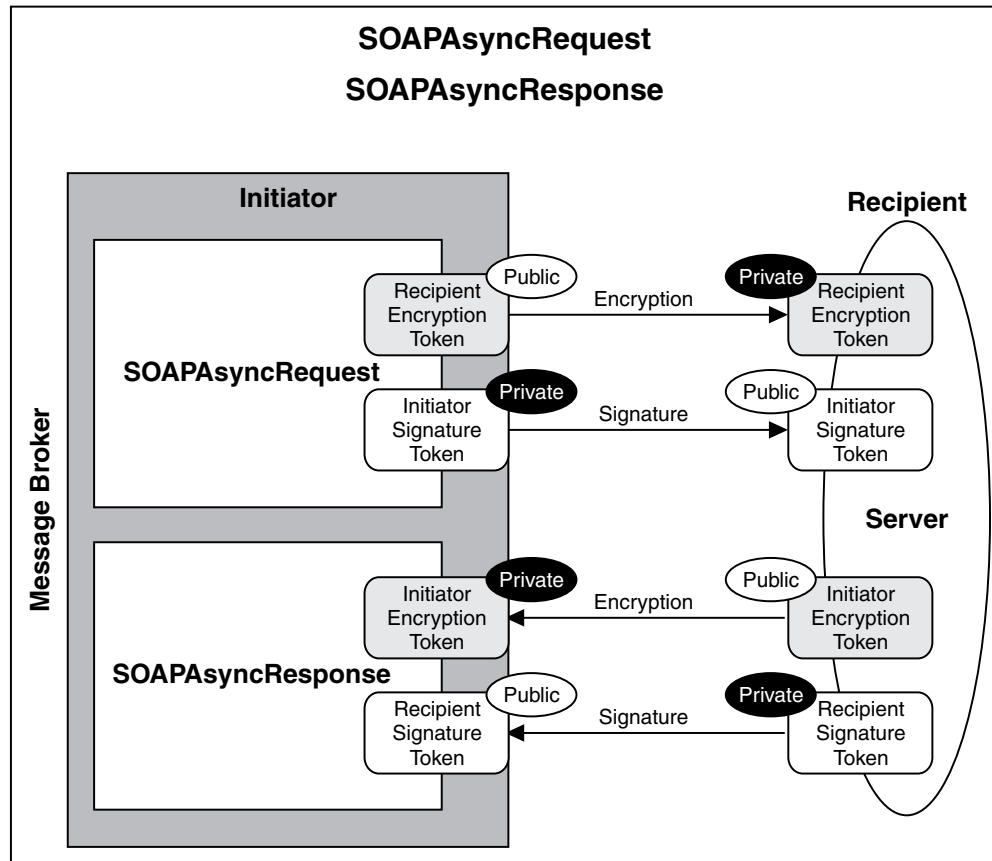 SOAPAsyncRequest
SOAPAsyncResponse
Initiator
Recipient
Message Broker
Public
Recipient
Encryption
Token
Encryption
Private
Recipient
Encryption
Token
SOAPAsyncRequest
Private
Initiator
Signature
Token
Signature
Public
Initiator
Signature
Token
Server
Private
Initiator
Encryption
Token
Encryption
Public
Initiator
Encryption
Token
SOAPAsyncResponse
Public
Recipient
Signature
Token
Signature
Private
Recipient
Signature
Token